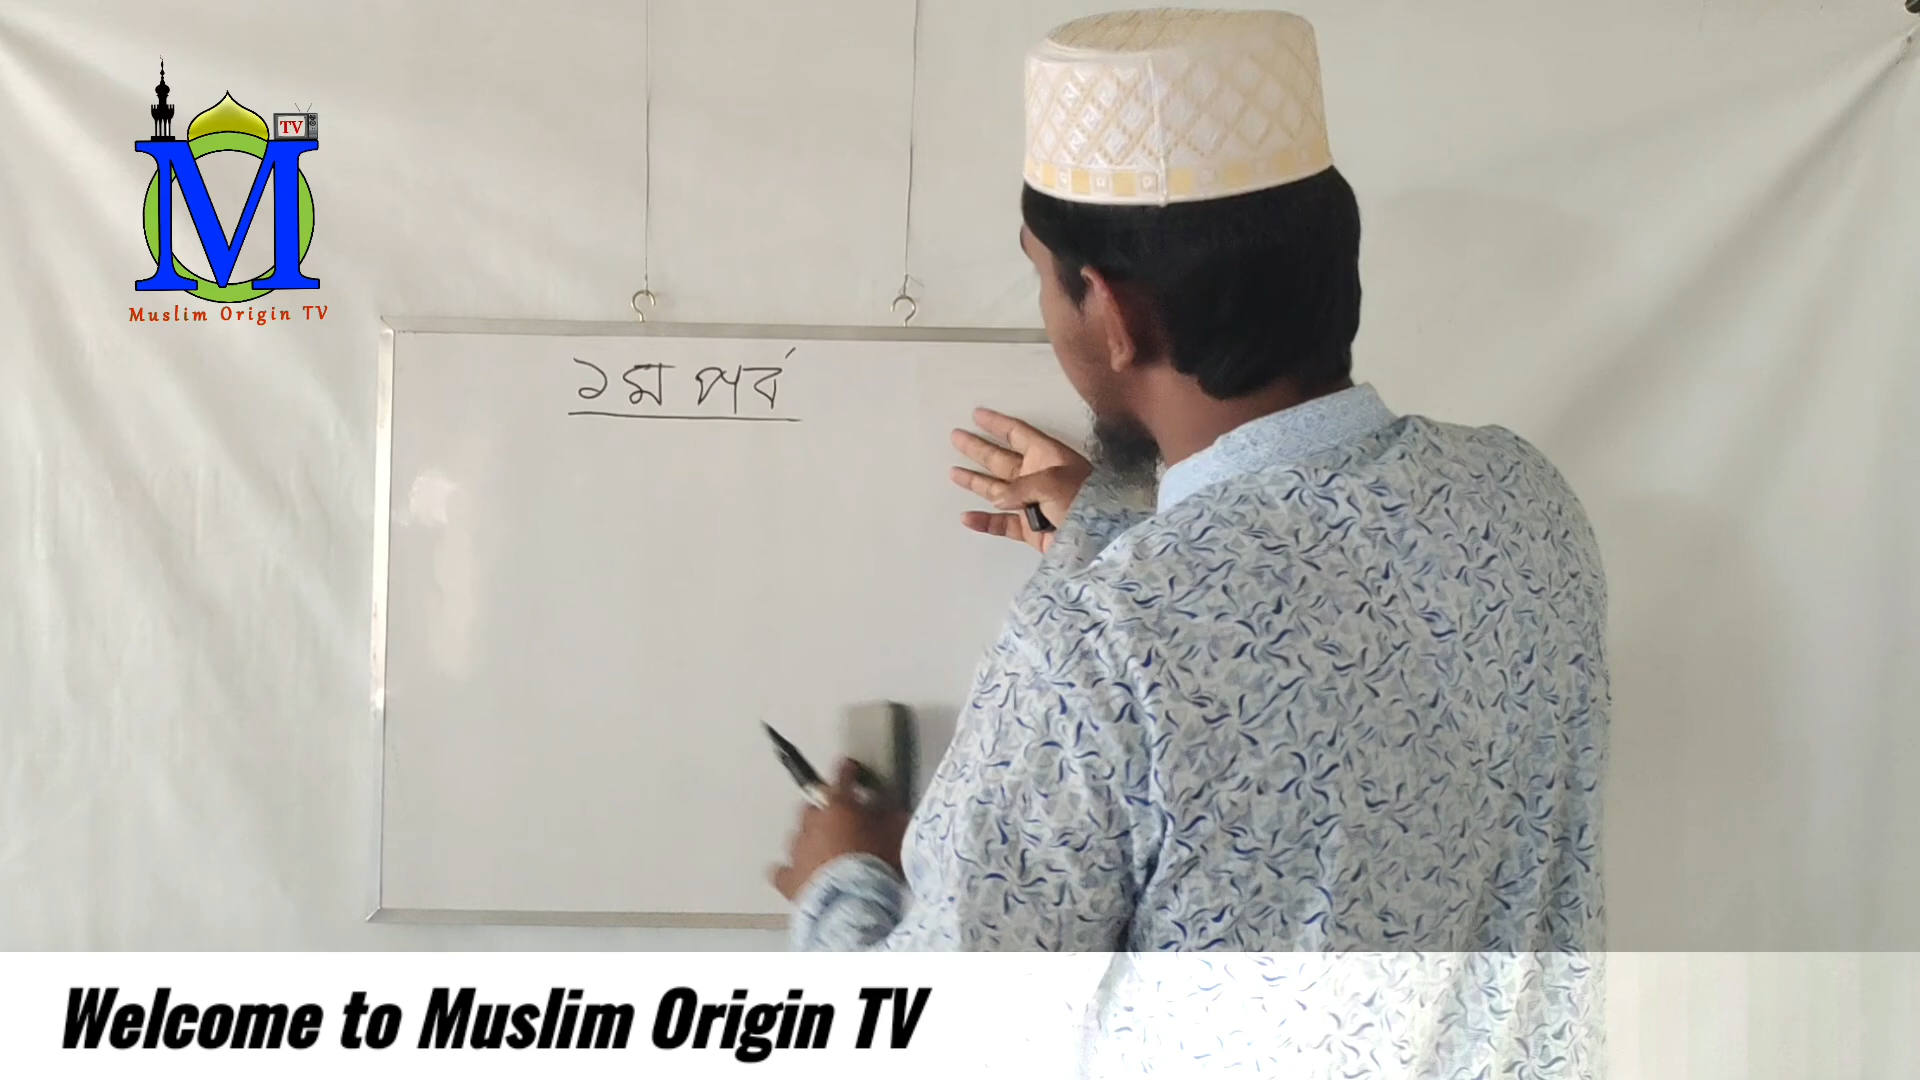 TV
M
Muslim Origin TV
১ম পর্ব
Welcome to Muslim Origin TV